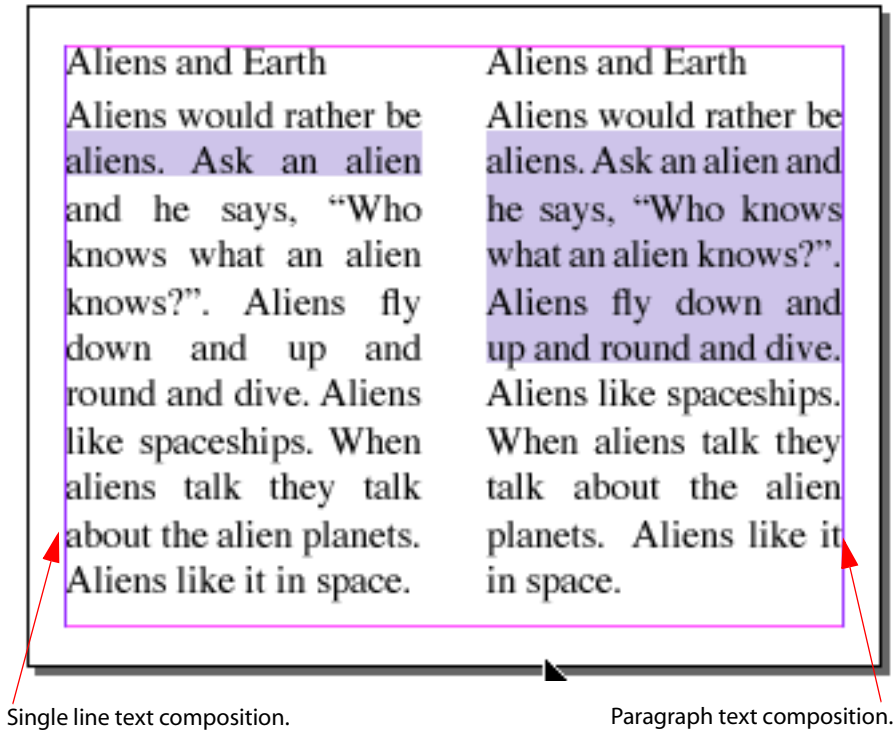 Aliens and Earth
Aliens would rather be
aliens. Ask an alien
and he says, “Who
knows what an alien
knows?”. Aliens fly
down and up and
round and dive. Aliens
like spaceships. When
aliens talk they talk
about the alien planets.
Aliens like it in space.
Aliens and Earth
Aliens would rather be
aliens. Ask an alien and
he says, “Who knows
what an alien knows?”.
Aliens fly down and
up and round and dive.
Aliens like spaceships.
When aliens talk they
talk about the alien
planets. Aliens like it
in space.
Single line text composition.
Paragraph text composition.